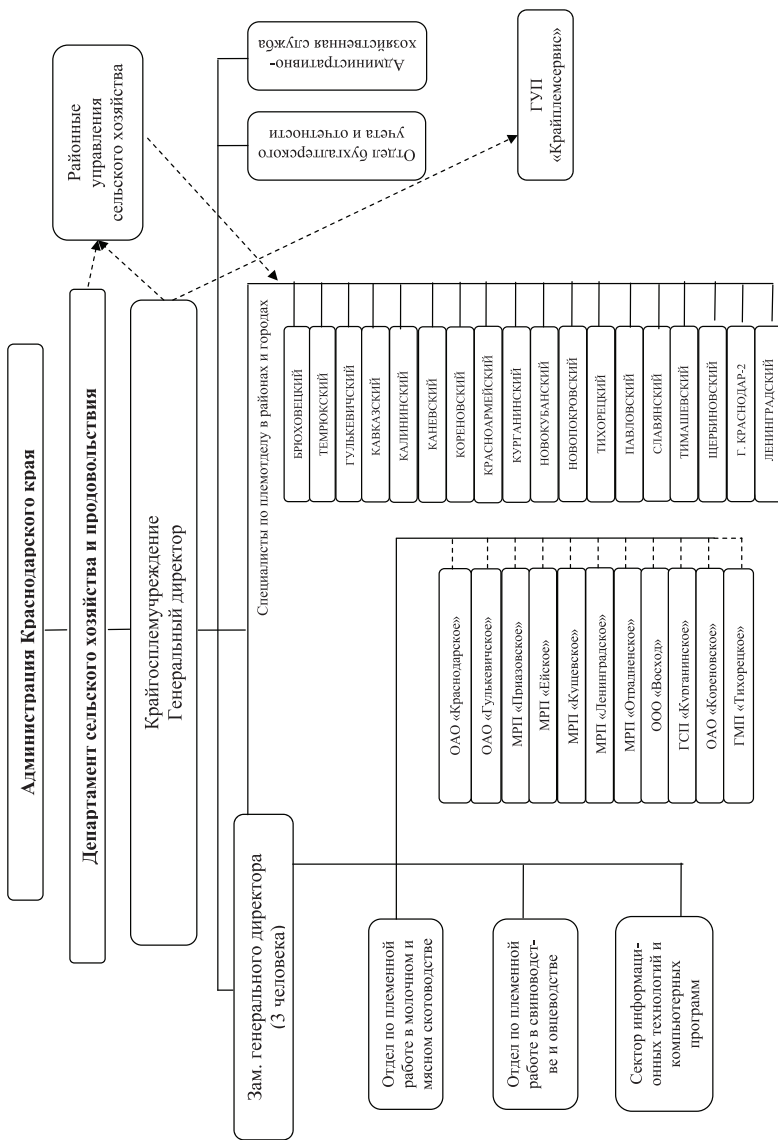 Администрация Краснодарского края
Департамент сельского хозяйства и продовольствия
Районные
управления
сельского хозяйства
Крайгосплемучреждение
Генеральный директор
Зам. генерального директора
(3 человека)
Специалисты по племотделу в районах и городах
Отдел бухгалтерского
учета и отчетности
Административно-
хозяйственная служба
ГУП
«Крайплемсервис»
Отдел по племенной
работе в молочном и
мясном скотоводстве
Отдел по племенной
работе в свиноводст-
ве и овцеводстве
Сектор информаци-
онных технологий и
компьютерных
программ
ОАО «Краснодарское»
ОАО «Гулькевичское»
МРП «Приазовское»
МРП «Ейское»
МРП «Кущевское»
МРП «Ленинградское»
МРП «Отрадненское»
ООО «Восход»
ГСП «Курганинское»
ОАО «Кореновское»
ГМП «Тихорецкое»
БРЮХОВЕЦКИЙ
ТЕМРЮКСКИЙ
ГУЛЬКЕВИЧСКИЙ
КАВКАЗСКИЙ
КАЛИНИНСКИЙ
КАНЕВСКИЙ
КОРЕНОВСКИЙ
КРАСНОАРМЕЙСКИЙ
КУРГАНИНСКИЙ
НОВОКУБАНСКИЙ
НОВОПОКРОВСКИЙ
ТИХОРЕЦКИЙ
ПАВЛОВСКИЙ
СЛАВЯНСКИЙ
ТИМАШЕВСКИЙ
ЩЕРБИНОВСКИЙ
Г. КРАСНОДАР-2
ЛЕНИНГРАДСКИЙ